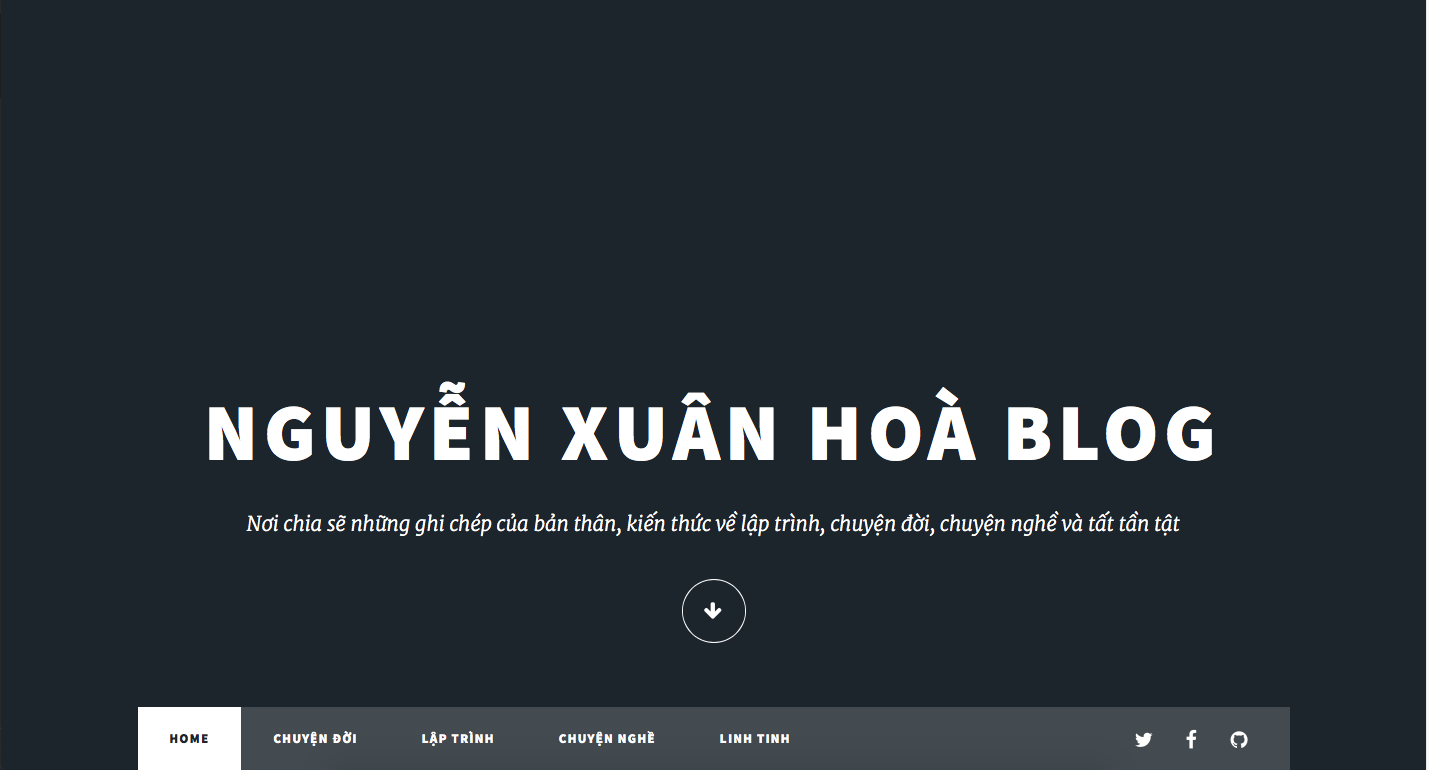 NGUYỄN XUÂN HOÀ BLOG
Nơi chia sẽ những ghi chép của bản thân, kiến thức về lập trình, chuyện đời, chuyện nghề và tất tần tật
HOME CHUYỆN ĐỜI LẬP TRÌNH CHUYỆN NGHỀ LINH TINH